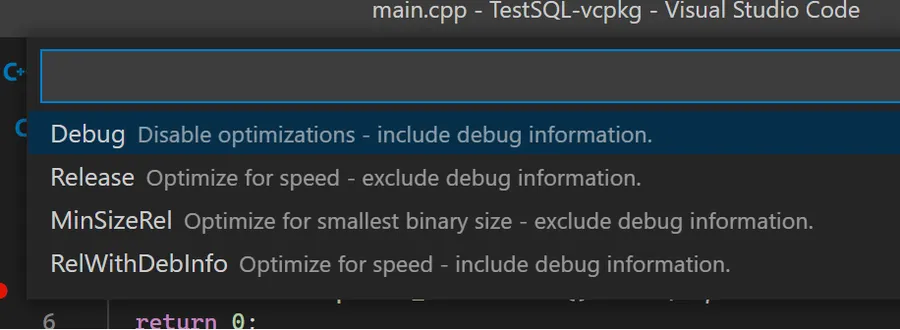 main.cpp - TestSQL-vcpkg - Visual Studio Code
Debug Disable optimizations - include debug information.
Release Optimize for speed - exclude debug information.
MinSizeRel Optimize for smallest binary size - exclude debug information.
RelWithDebInfo Optimize for speed - include debug information.
6 return 0;